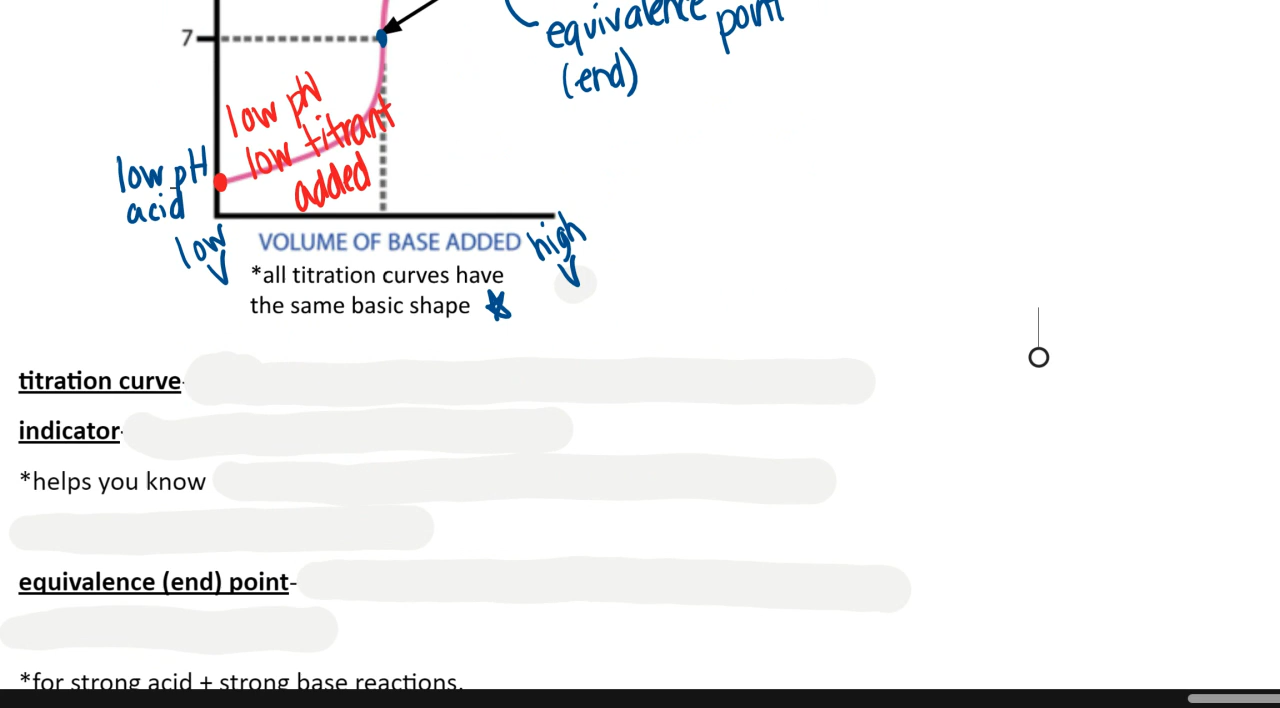 equivalence point
(end)
7
low pH
low titrant
added
low pH
acid
low
VOLUME OF BASE ADDED
high
*all titration curves have
the same basic shape
titration curve-
indicator-
*helps you know
equivalence (end) point-
*for strong acid + strong base reactions,